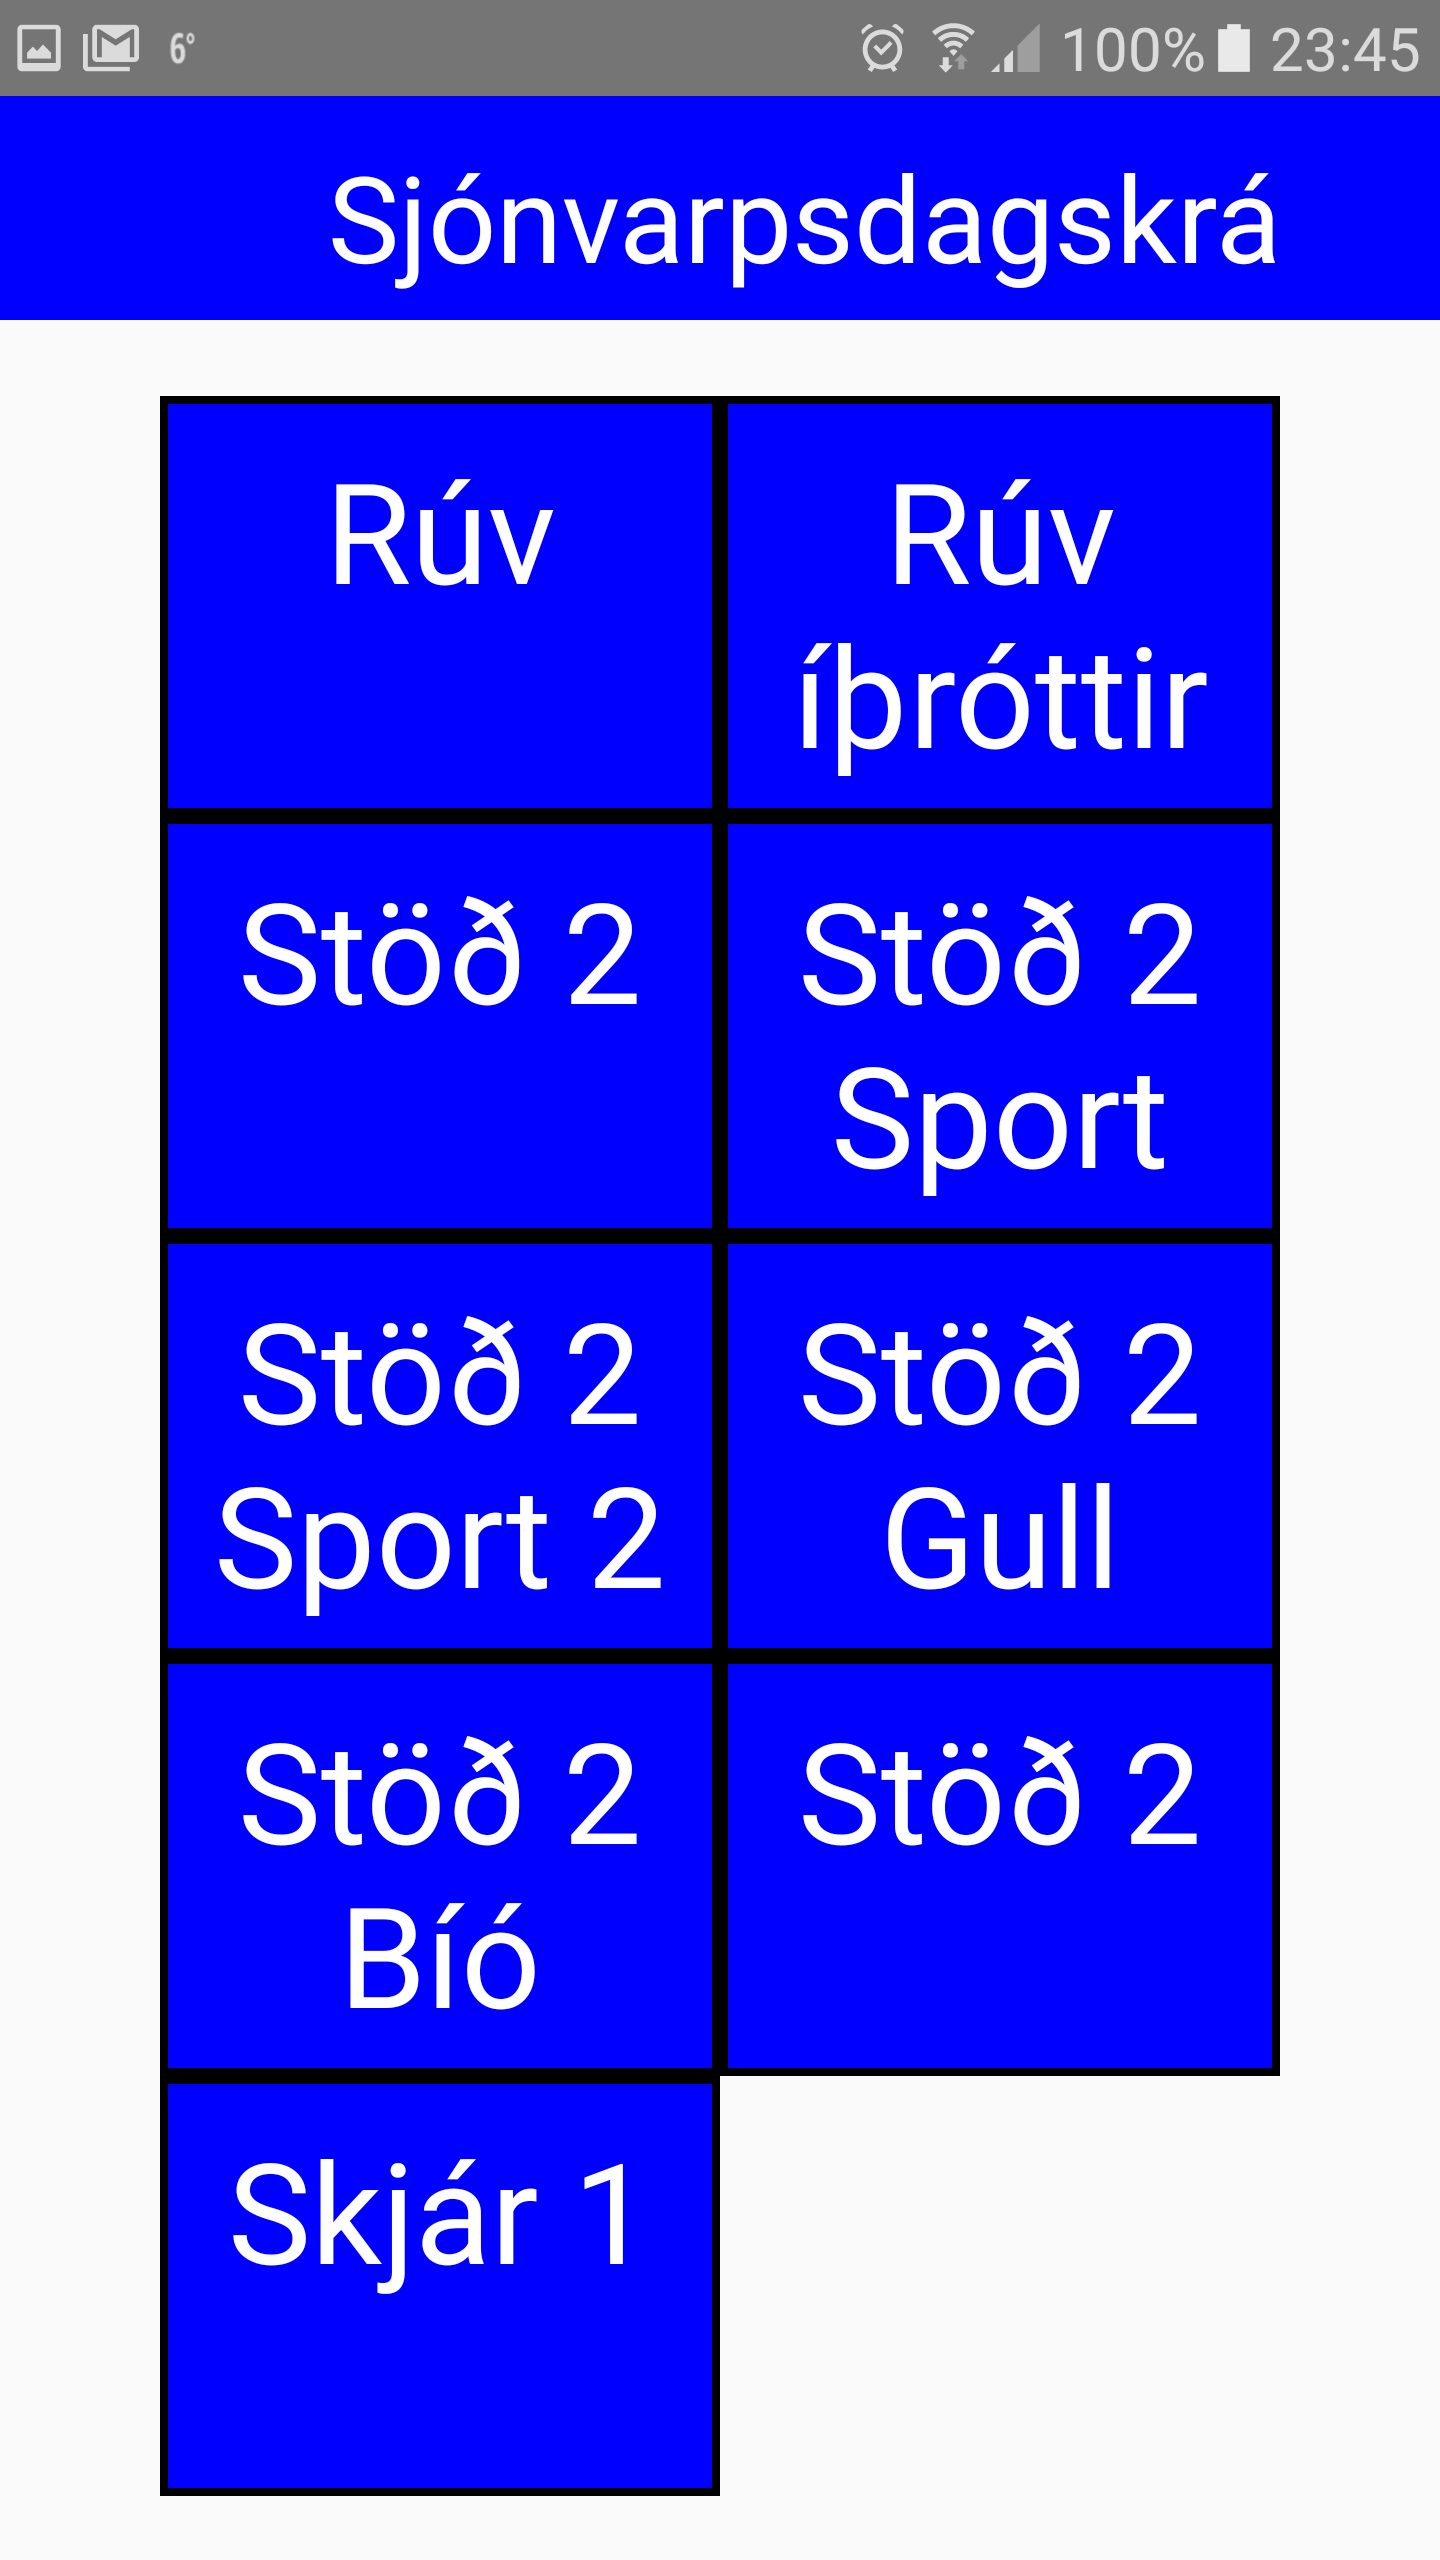 6° 100% 23:45
Sjónvarpsdagskrá
Rúv
Rúv
íþróttir
Stöð 2
Stöð 2
Sport
Stöð 2
Sport 2
Stöð 2
Gull
Stöð 2
Bíó
Stöð 2
Skjár 1